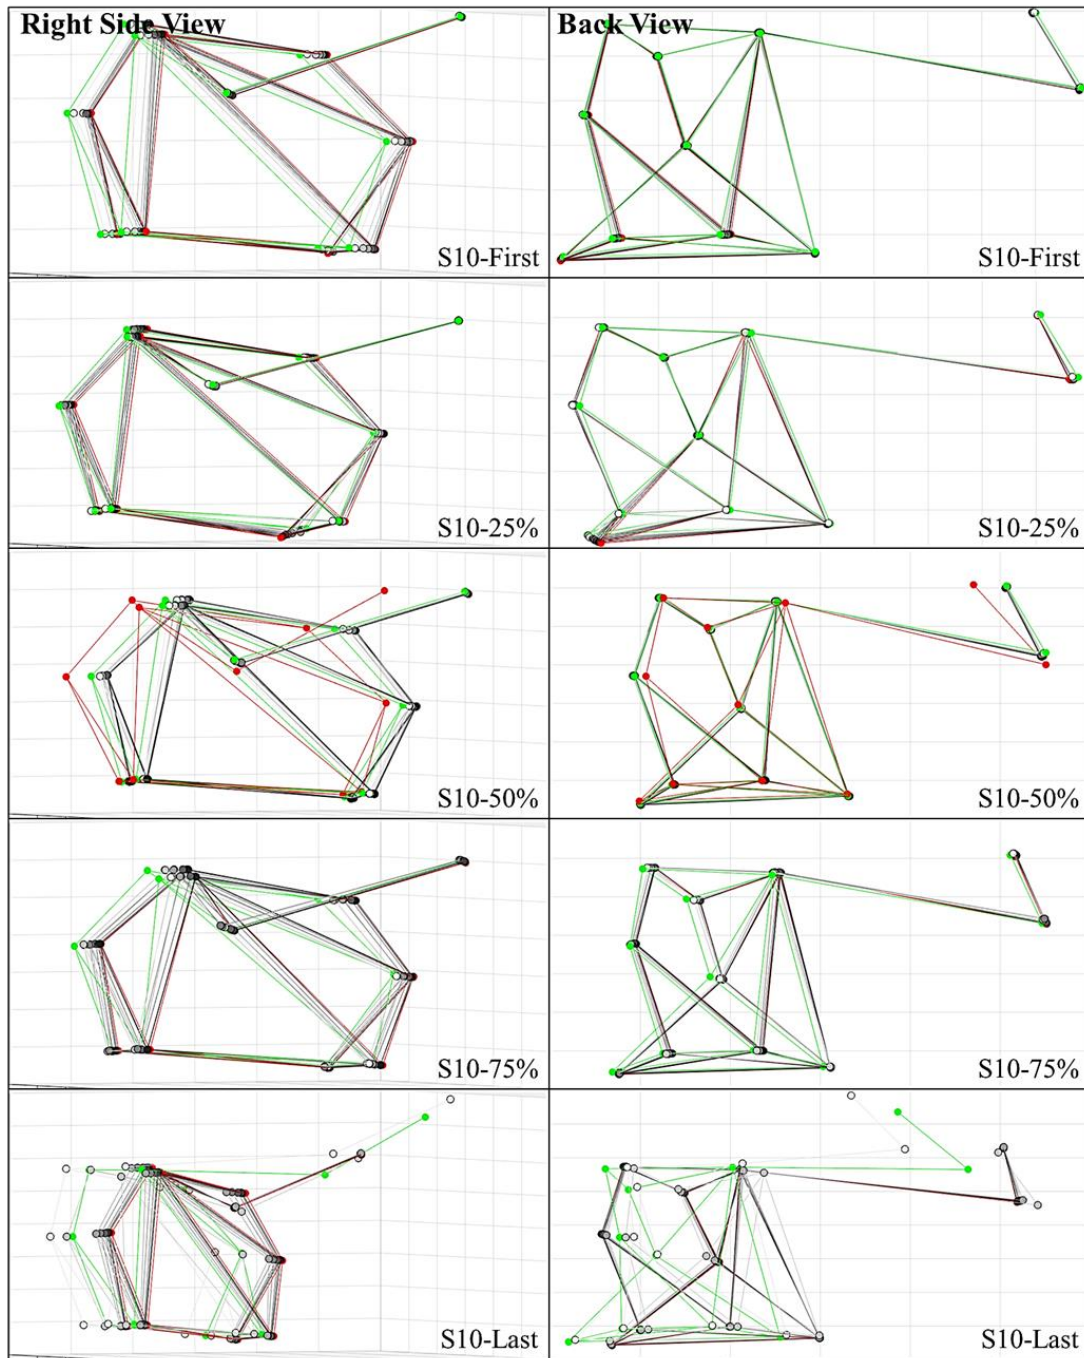 Right Side View
Back View
S10-First
S10-First
S10-25%
S10-25%
S10-50%
S10-50%
S10-75%
S10-75%
S10-Last
S10-Last